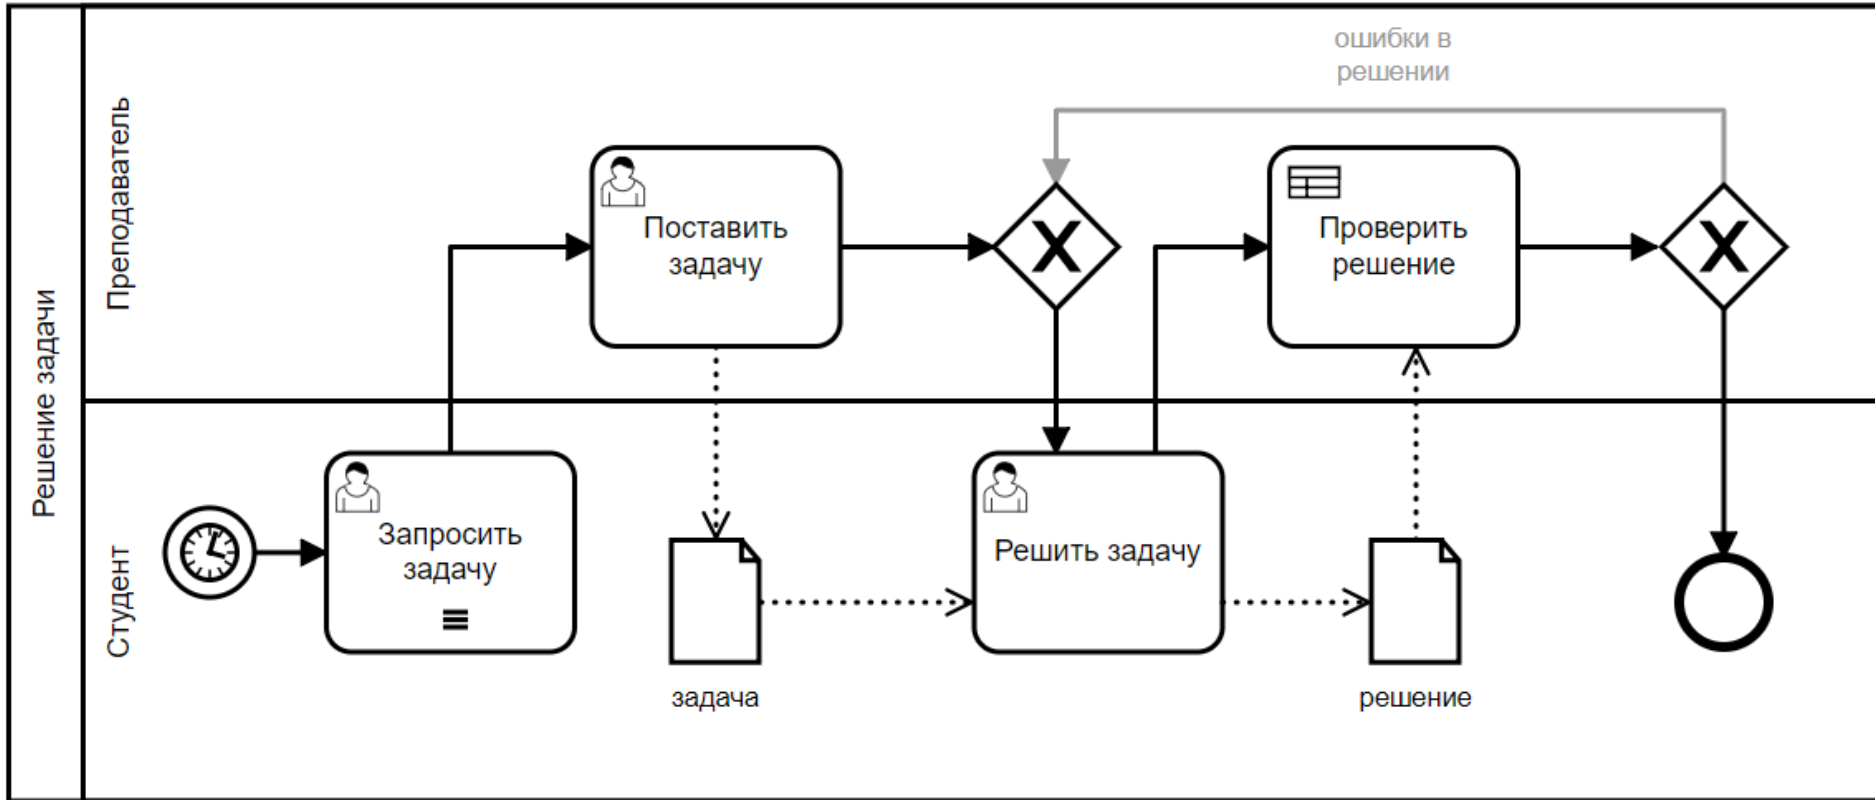 Решение задачи
Преподаватель
Студент
ошибки в
решении
Поставить
задачу
Проверить
решение
Запросить
задачу
Решить задачу
задача
решение